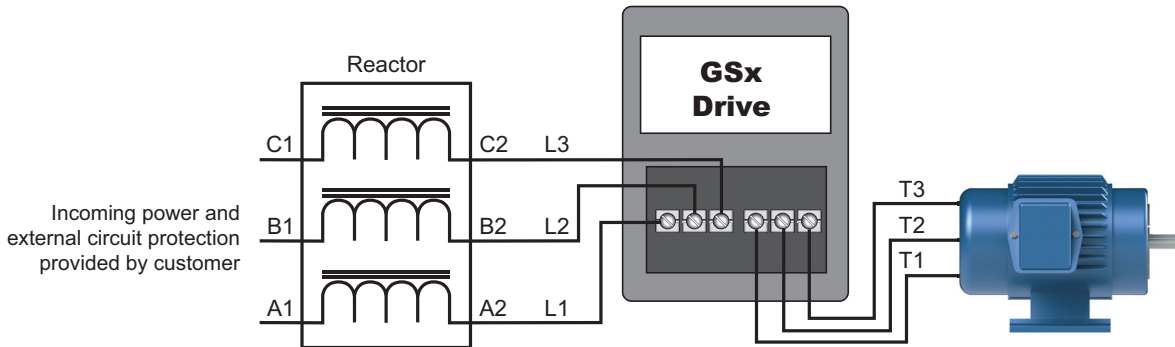 Reactor
GSx
Drive
C1
C2
L3
Incoming power and
external circuit protection
provided by customer
B1
B2
L2
A1
A2
L1
T3
T2
T1